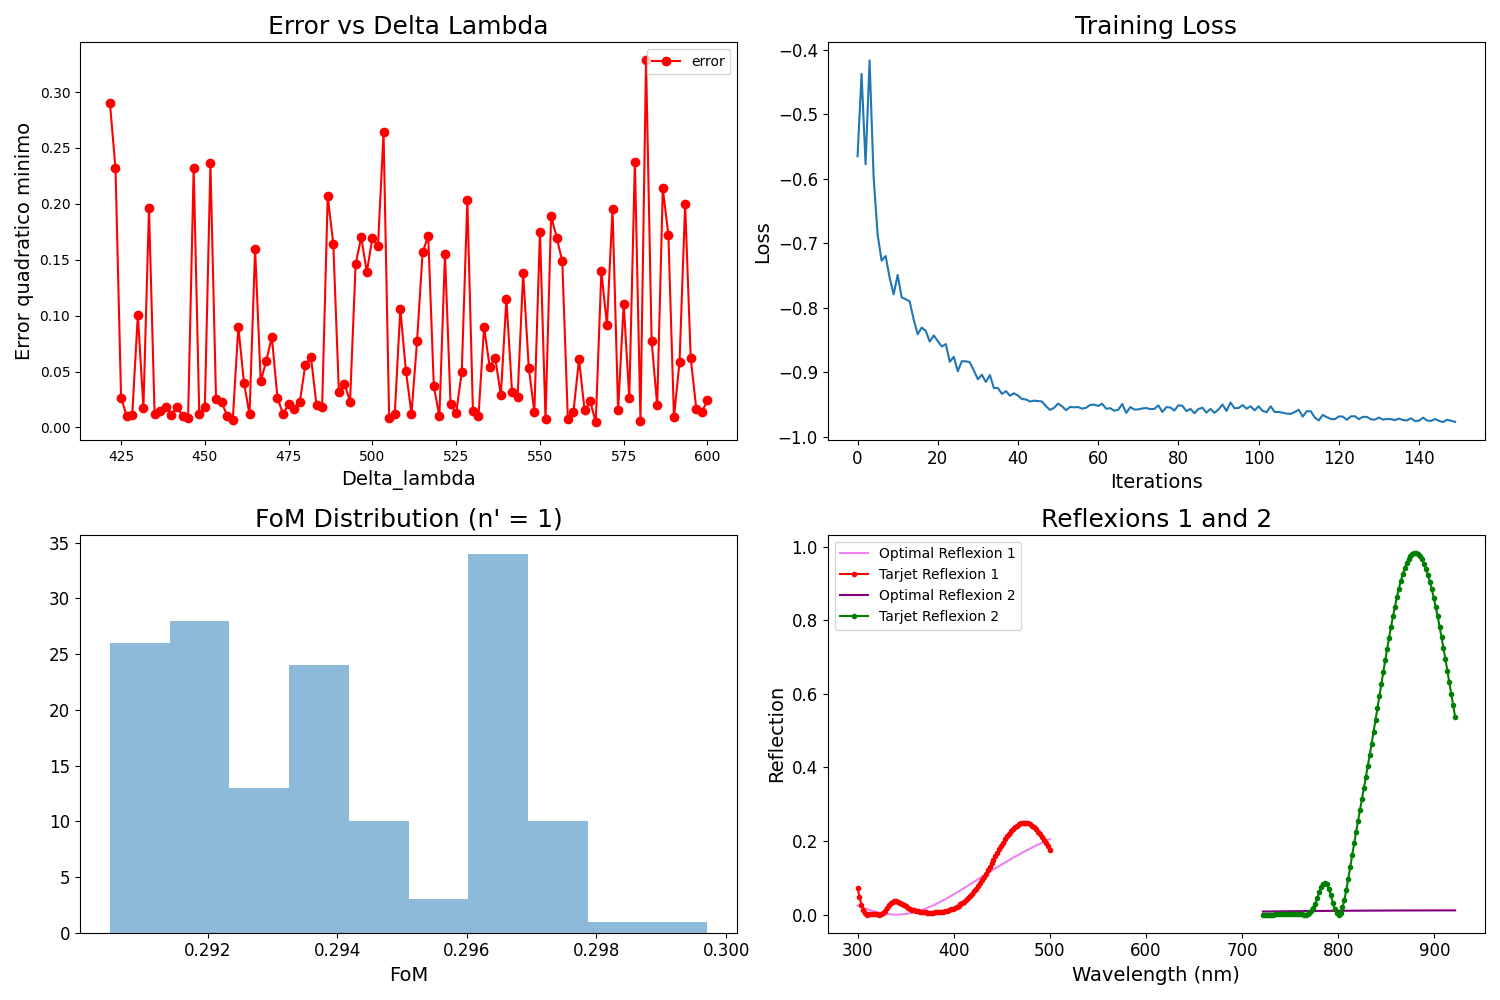 Error vs Delta Lambda
error
Error quadratico minimo
0.30
0.25
0.20
0.15
0.10
0.05
0.00
425 450 475 500 525 550 575 600
Delta_lambda
Training Loss
Loss
−0.4
−0.5
−0.6
−0.7
−0.8
−0.9
−1.0
0 20 40 60 80 100 120 140
Iterations
FoM Distribution (n' = 1)
35
30
25
20
15
10
5
0
0.292 0.294 0.296 0.298 0.300
FoM
Reflexions 1 and 2
Optimal Reflexion 1
Tarjet Reflexion 1
Optimal Reflexion 2
Tarjet Reflexion 2
Reflection
1.0
0.8
0.6
0.4
0.2
0.0
300 400 500 600 700 800 900
Wavelength (nm)